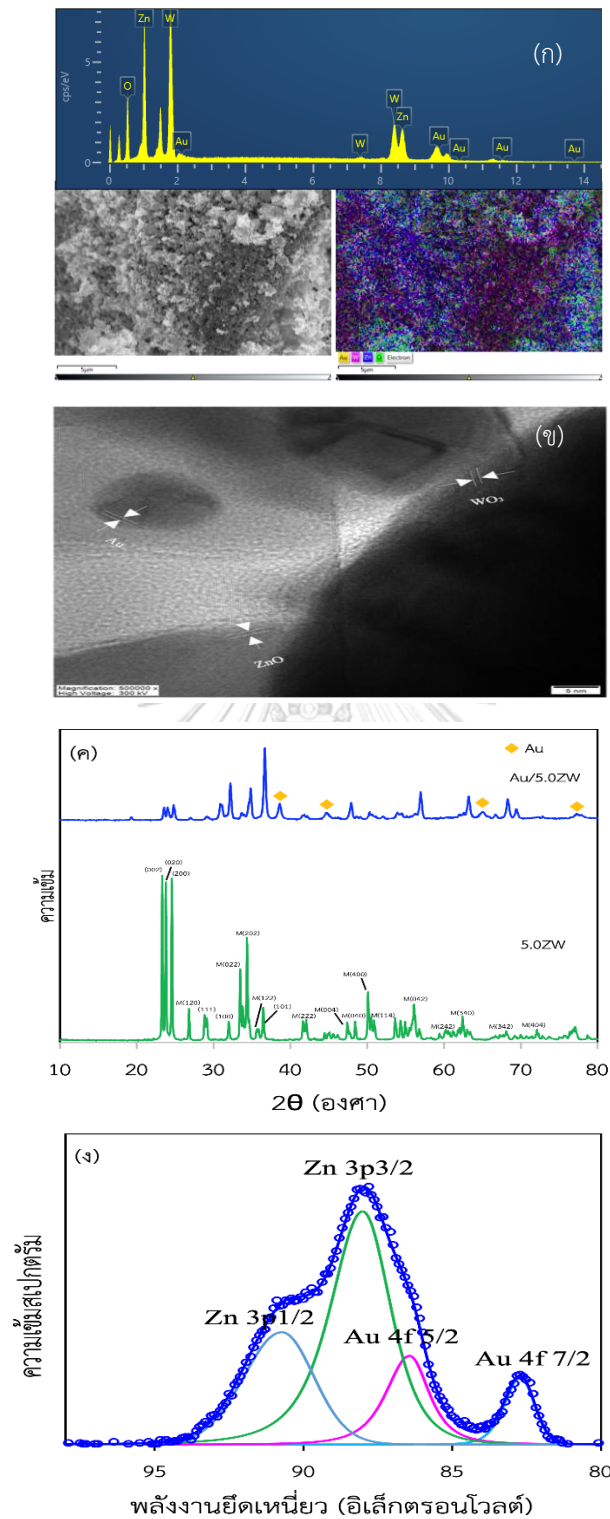 (ก)
Zn W
5
cps/eV
O
W
Zn
Au W Au Au Au Au
0
0 2 4 6 8 10 12 14
5μm
Au W Zn O Electron
5μm
(ข)
WO₃
Au
ZnO
Magnification: 500000 x
High Voltage: 300 kV
5 nm
(ค)
Au
Au/5.0ZW
ความเข้ม
(002)
(020)
(200)
M(120)
(111)
(100)
M(022)
M(202)
M(122)
(101)
M(222)
M(004)
M(040)
M(400)
M(114)
M(042)
M(242)
M(340)
M(342)
M(404)
5.0ZW
10 20 30 40 50 60 70 80
2θ (องศา)
(ง)
Zn 3p3/2
Zn 3p1/2
Au 4f 5/2
Au 4f 7/2
ความเข้มสเปกตรัม
95 90 85 80
พลังงานยึดเหนี่ยว (อิเล็กตรอนโวลต์)